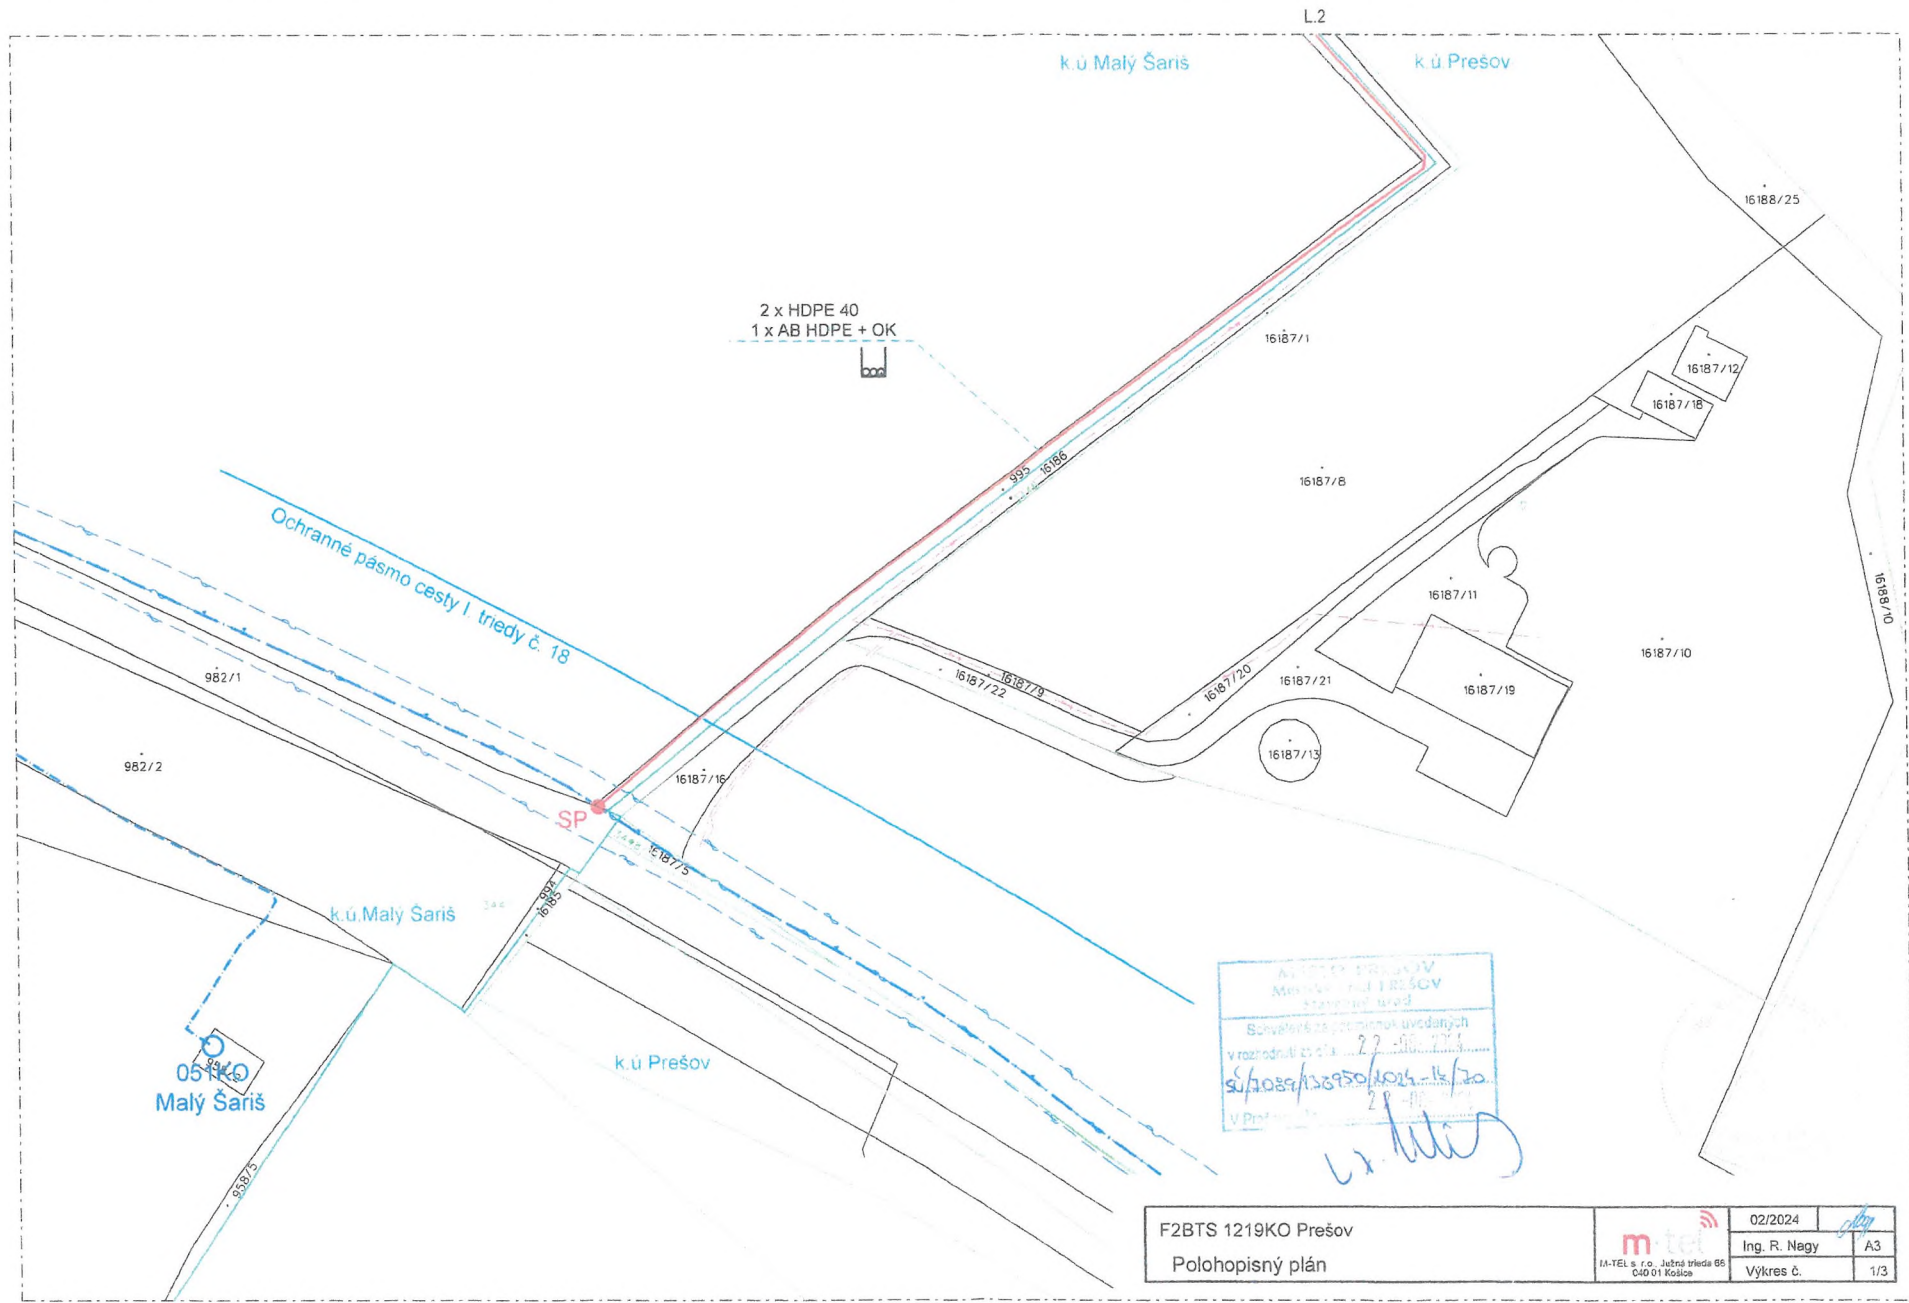 L.2
k.ú Malý Šariš
k.ú Prešov
16188/25
2 x HDPE 40
1 x AB HDPE + OK
16187/1
16187/12
16187/18
995
16186
16187/8
Ochranné pásmo cesty I. triedy č. 18
16187/11
16188/10
982/1
16187/9
16187/22
16187/20
16187/21
16187/19
16187/10
982/2
16187/16
16187/13
SP
16187/5
994
16185
k.ú.Malý Šariš
k.ú Prešov
051KO
Malý Šariš
958/5
Schválené za podmienok uvedených
v rozhodnutí zo dňa
F2BTS 1219KO Prešov
Polohopisný plán
m-tel
M-TEL s. r.o., Južná trieda 66
040 01 Košice
02/2024
Ing. R. Nagy
A3
Výkres č.
1/3